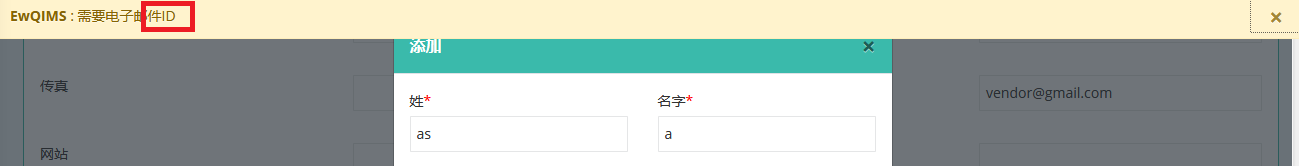 EwQIMS : 需要电子邮件ID ×
添加 ×
传真 vendor@gmail.com
姓* 名字*
as a
网站